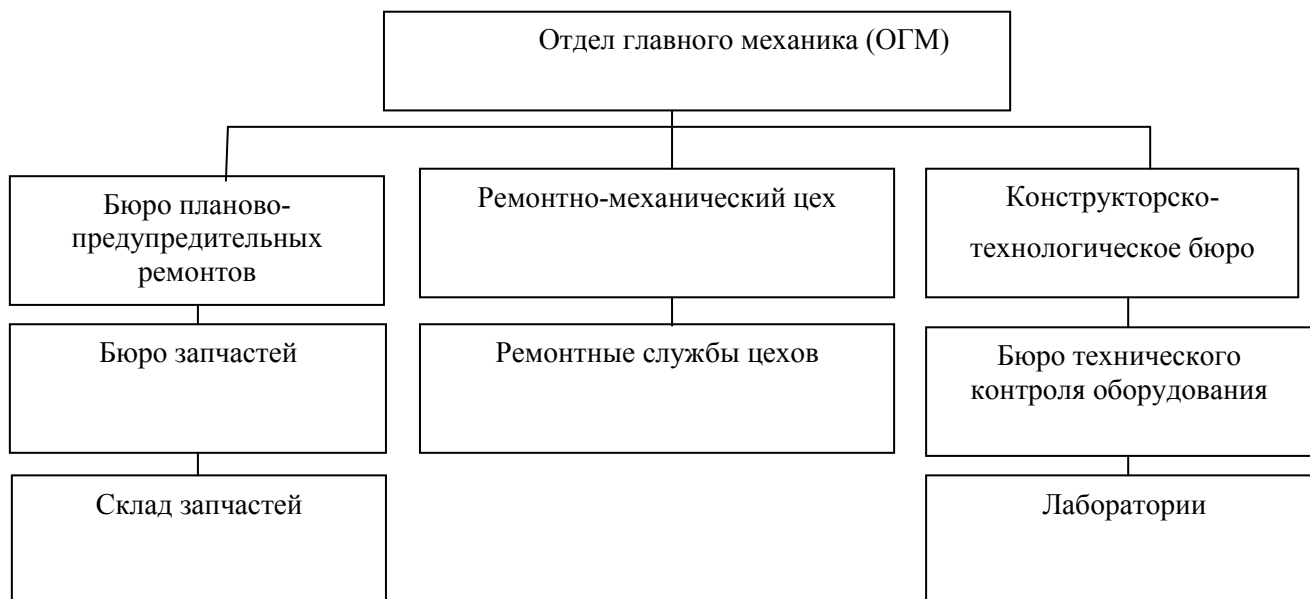 Отдел главного механика (ОГМ)
Бюро планово-
предупредительных
ремонтов
Ремонтно-механический цех
Конструкторско-
технологическое бюро
Бюро запчастей
Ремонтные службы цехов
Бюро технического
контроля оборудования
Склад запчастей
Лаборатории